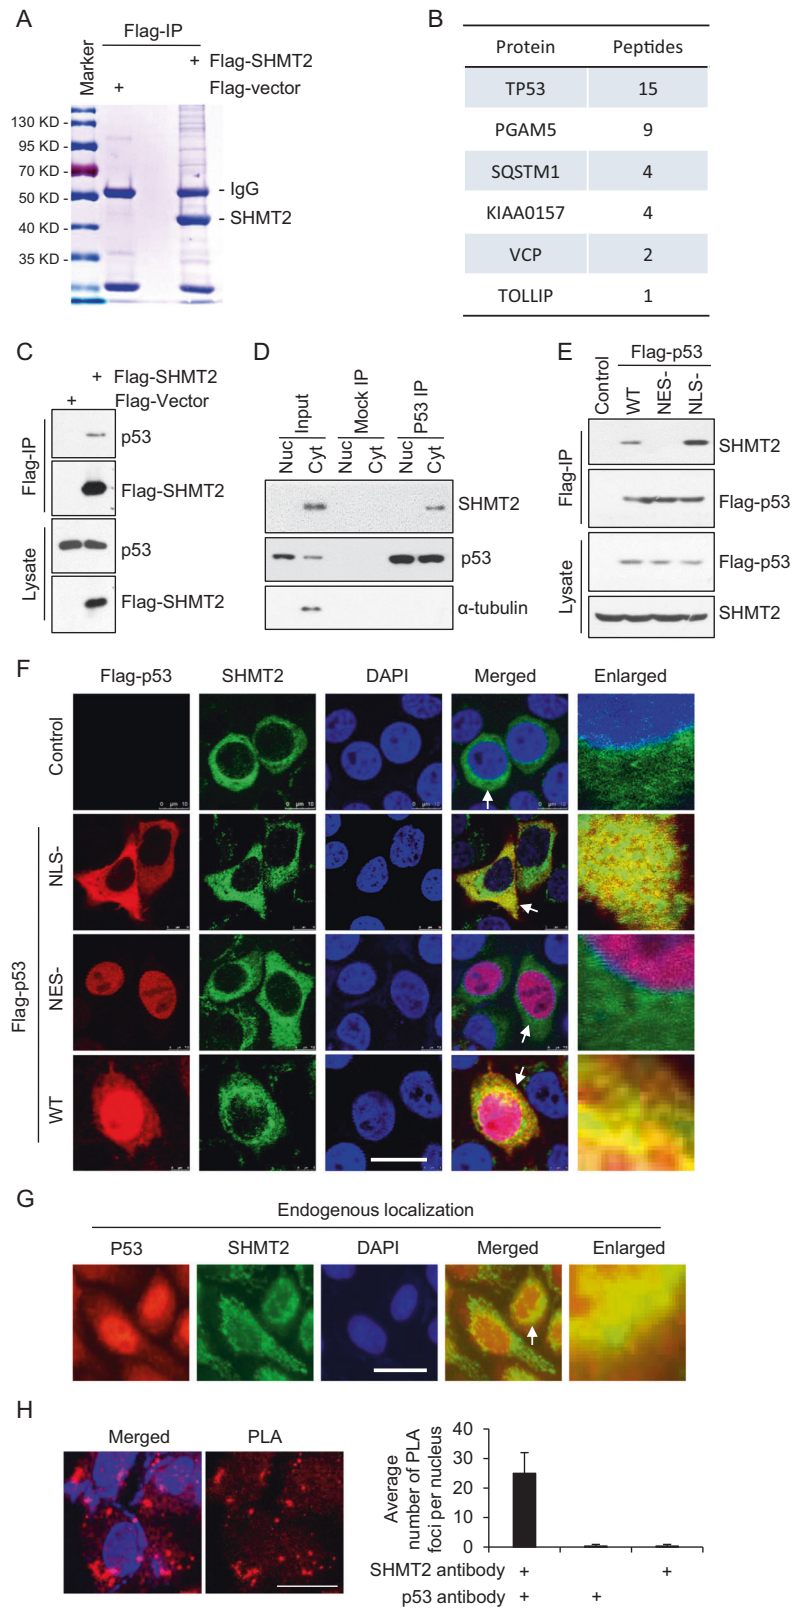 A
Flag-IP
Marker
+ Flag-SHMT2
+ Flag-vector
130 KD -
95 KD -
70 KD -
50 KD -
40 KD -
35 KD -
- IgG
- SHMT2
B
Protein Peptides
TP53 15
PGAM5 9
SQSTM1 4
KIAA0157 4
VCP 2
TOLLIP 1
C
+ Flag-SHMT2
+ Flag-Vector
Flag-IP
p53
Flag-SHMT2
Lysate
p53
Flag-SHMT2
D
Input Mock IP P53 IP
Nuc Cyt Nuc Cyt Nuc Cyt
SHMT2
p53
α-tubulin
E
Flag-p53
Control WT NES- NLS-
Flag-IP
SHMT2
Flag-p53
Lysate
Flag-p53
SHMT2
F
Flag-p53 SHMT2 DAPI Merged Enlarged
Control
Flag-p53
NLS-
NES-
WT
G
Endogenous localization
P53 SHMT2 DAPI Merged Enlarged
H
Merged PLA
Average
number of PLA
foci per nucleus
40
30
20
10
0
SHMT2 antibody + +
p53 antibody + +